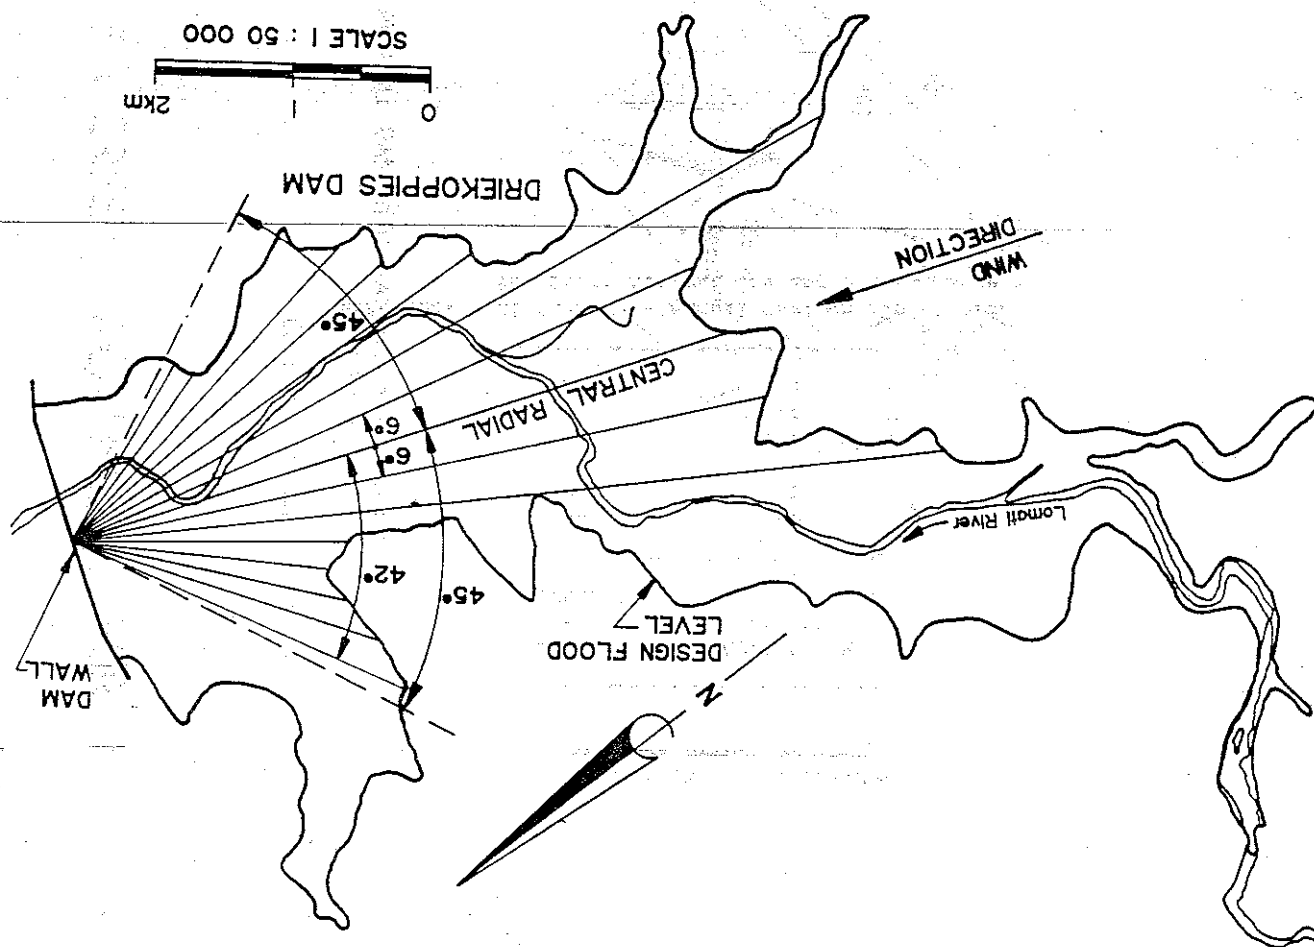 N
DESIGN FLOOD
LEVEL
DAM
WALL
Lomati River
45°
42°
6°
6°
CENTRAL RADIAL
45°
WIND
DIRECTION
DRIEKOPPIES DAM
0 1 2km
SCALE 1 : 50 000